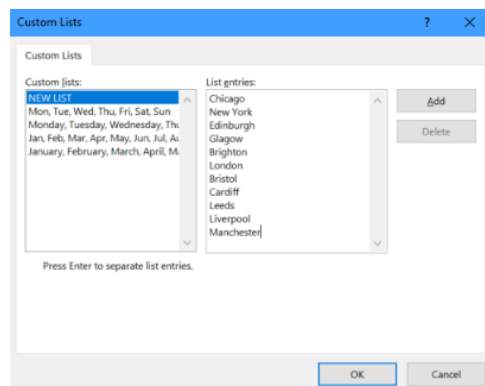 Custom Lists
?
Custom Lists
Custom lists:
NEW LIST
Mon, Tue, Wed, Thu, Fri, Sat, Sun
Monday, Tuesday, Wednesday, Thu
Jan, Feb, Mar, Apr, May, Jun, Jul, Au
January, February, March, April, M
List entries:
Chicago
New York
Edinburgh
Glagow
Brighton
London
Bristol
Cardiff
Leeds
Liverpool
Manchester
Add
Delete
Press Enter to separate list entries.
OK
Cancel